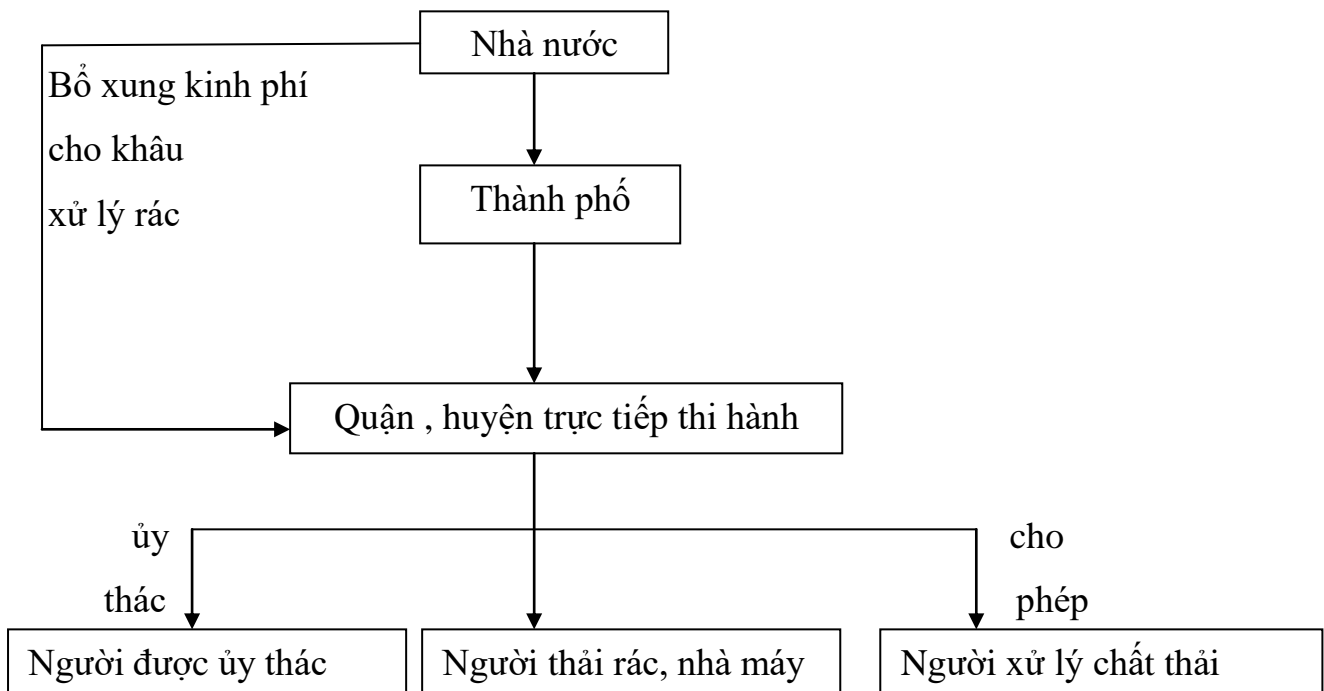 Nhà nước
Bổ xung kinh phí
cho khâu
xử lý rác
Thành phố
Quận , huyện trực tiếp thi hành
ủy
thác
cho
phép
Người được ủy thác
Người thải rác, nhà máy
Người xử lý chất thải